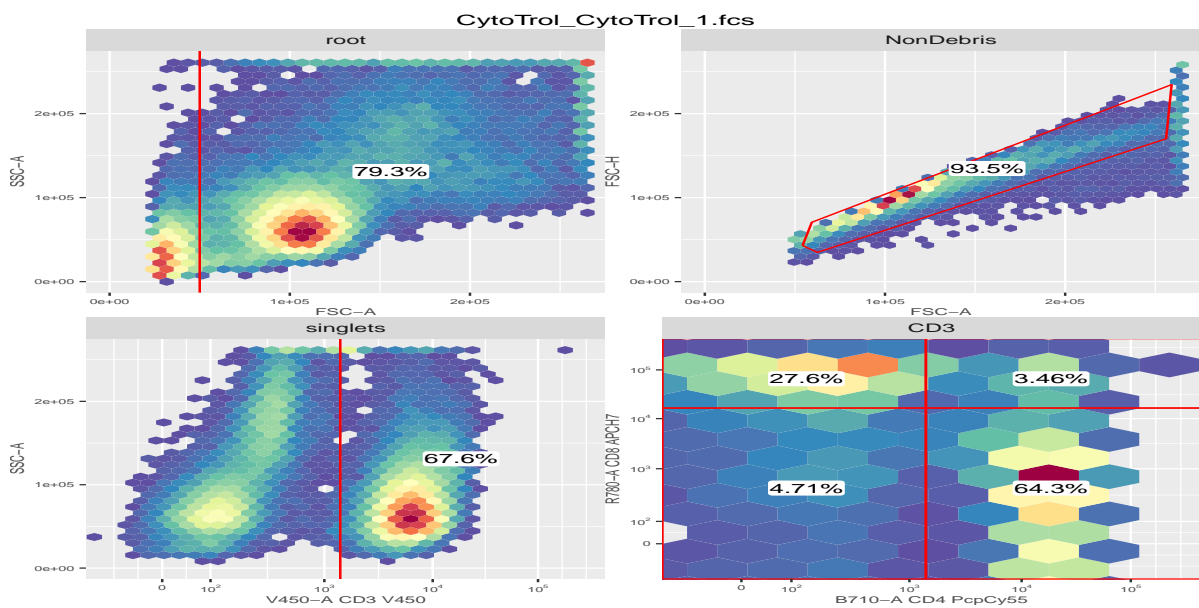 CytoTrol_CytoTrol_1.fcs
root
NonDebris
SSC-A
2e+05
1e+05
0e+00
79.3%
0e+00
1e+05
2e+05
FSC-A
FSC-H
2e+05
1e+05
0e+00
93.5%
0e+00
1e+05
2e+05
FSC-A
singlets
CD3
SSC-A
2e+05
1e+05
0e+00
67.6%
0
10²
10³
10⁴
10⁵
V450-A CD3 V450
R780-A CD8 APCH7
10⁵
10⁴
10³
10²
0
27.6%
3.46%
4.71%
64.3%
0
10²
10³
10⁴
10⁵
B710-A CD4 PcpCy55